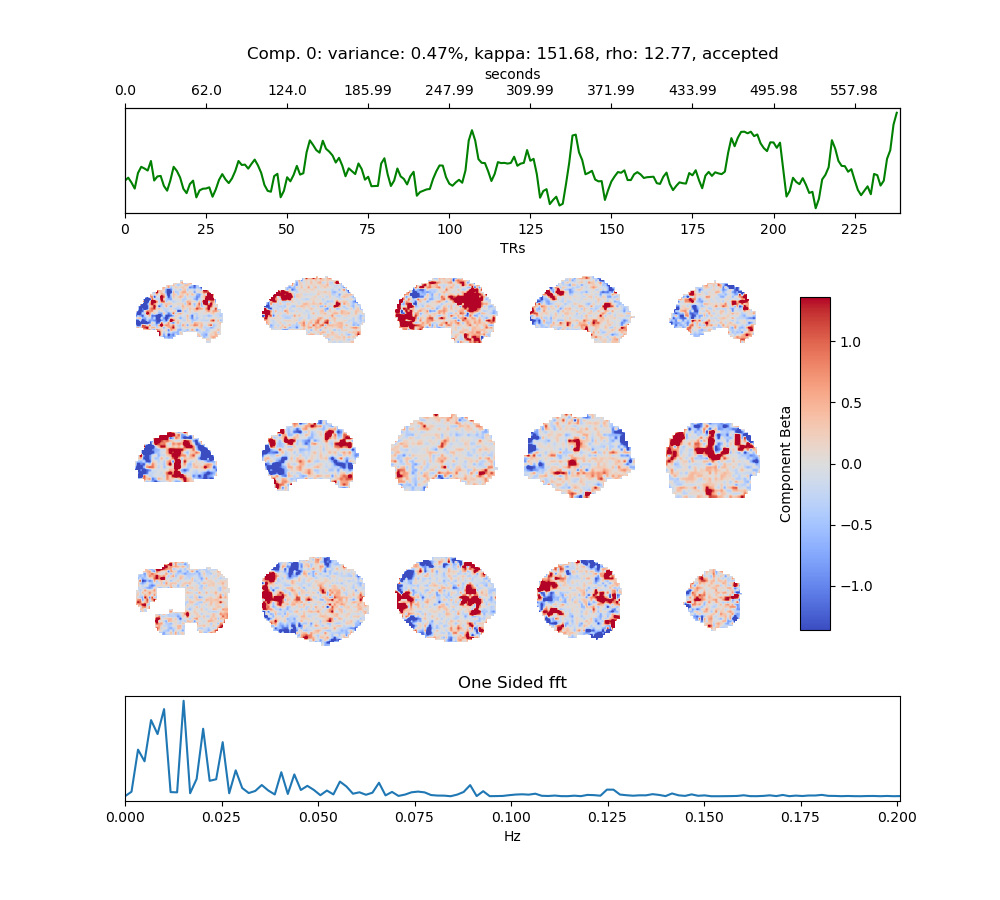 Comp. 0: variance: 0.47%, kappa: 151.68, rho: 12.77, accepted
seconds
0.0 62.0 124.0 185.99 247.99 309.99 371.99 433.99 495.98 557.98
0 25 50 75 100 125 150 175 200 225
TRs
1.0
0.5
0.0
−0.5
−1.0
Component Beta
One Sided fft
0.000 0.025 0.050 0.075 0.100 0.125 0.150 0.175 0.200
Hz